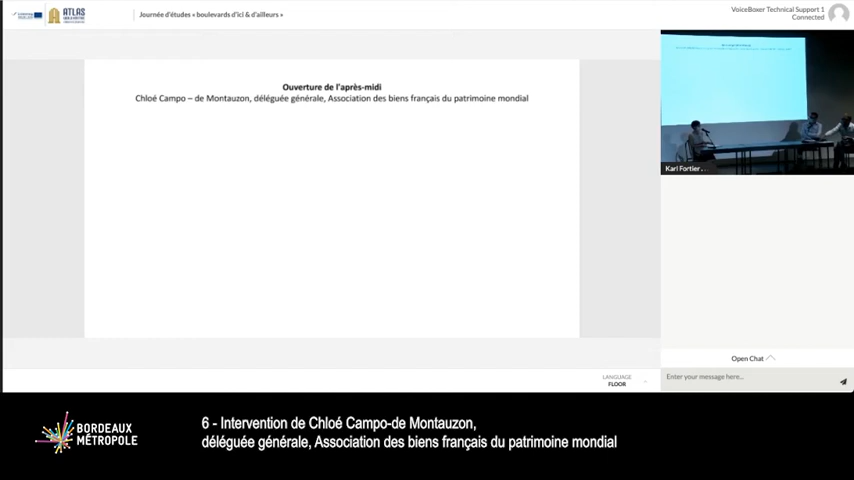 ATLAS
Journée d'études « boulevards d'ici & d'ailleurs »
VoiceBoxer Technical Support 1
Connected
Ouverture de l'après-midi
Chloé Campo – de Montauzon, déléguée générale, Association des biens français du patrimoine mondial
Karl Fortier ...
Open Chat
LANGUAGE
FLOOR
Enter your message here...
BORDEAUX
MÉTROPOLE
6 - Intervention de Chloé Campo-de Montauzon,
déléguée générale, Association des biens français du patrimoine mondial